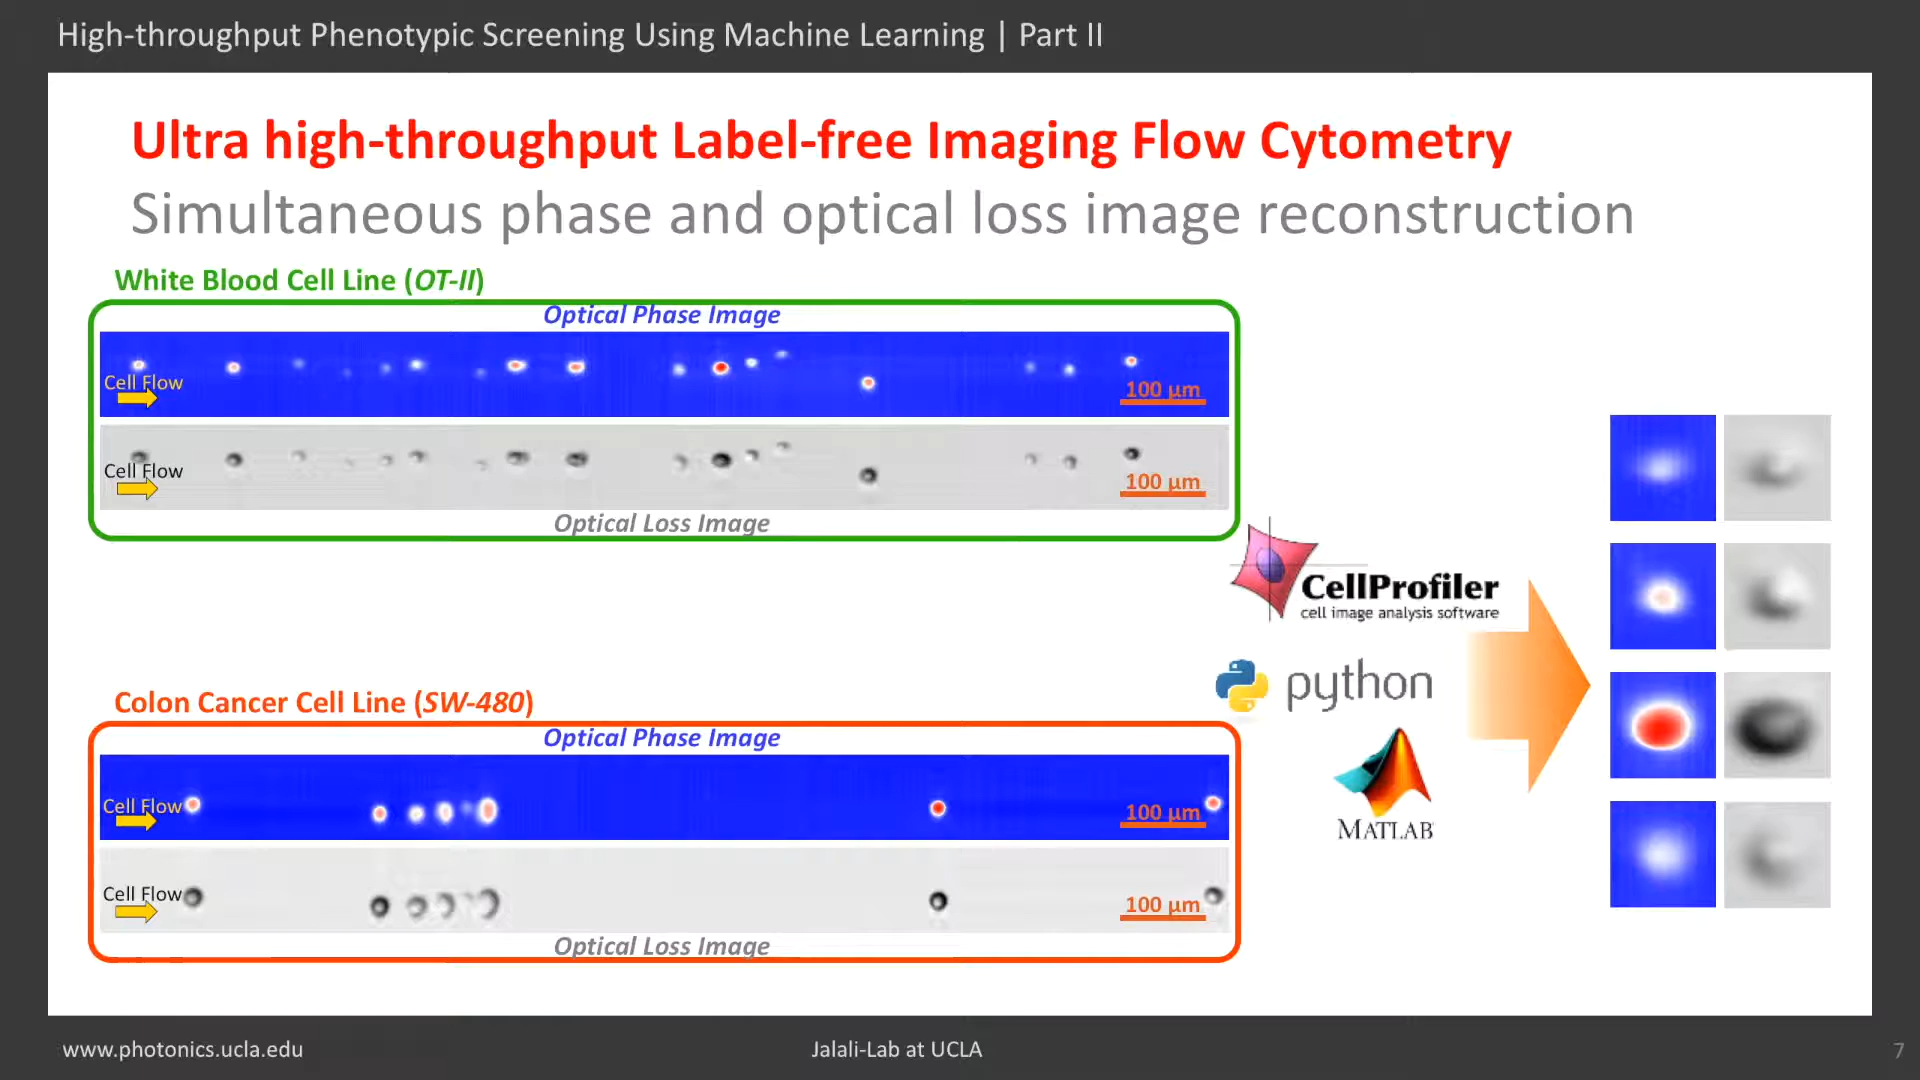 High-throughput Phenotypic Screening Using Machine Learning | Part II
Ultra high-throughput Label-free Imaging Flow Cytometry
Simultaneous phase and optical loss image reconstruction
White Blood Cell Line (OT-II)
Optical Phase Image
Cell Flow
100 µm
Cell Flow
100 µm
Optical Loss Image
CellProfiler
cell image analysis software
python
MATLAB
Colon Cancer Cell Line (SW-480)
Optical Phase Image
Cell Flow
100 µm
Cell Flow
100 µm
Optical Loss Image
www.photonics.ucla.edu
Jalali-Lab at UCLA
7